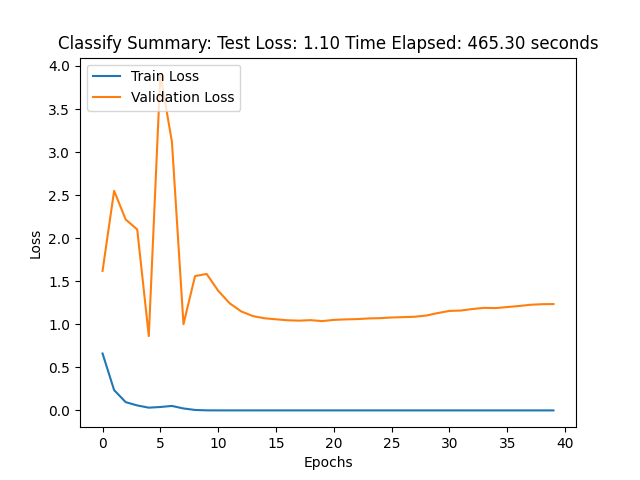 Classify Summary: Test Loss: 1.10 Time Elapsed: 465.30 seconds
Train Loss
Validation Loss
4.0
3.5
3.0
2.5
2.0
1.5
1.0
0.5
0.0
Loss
0 5 10 15 20 25 30 35 40
Epochs